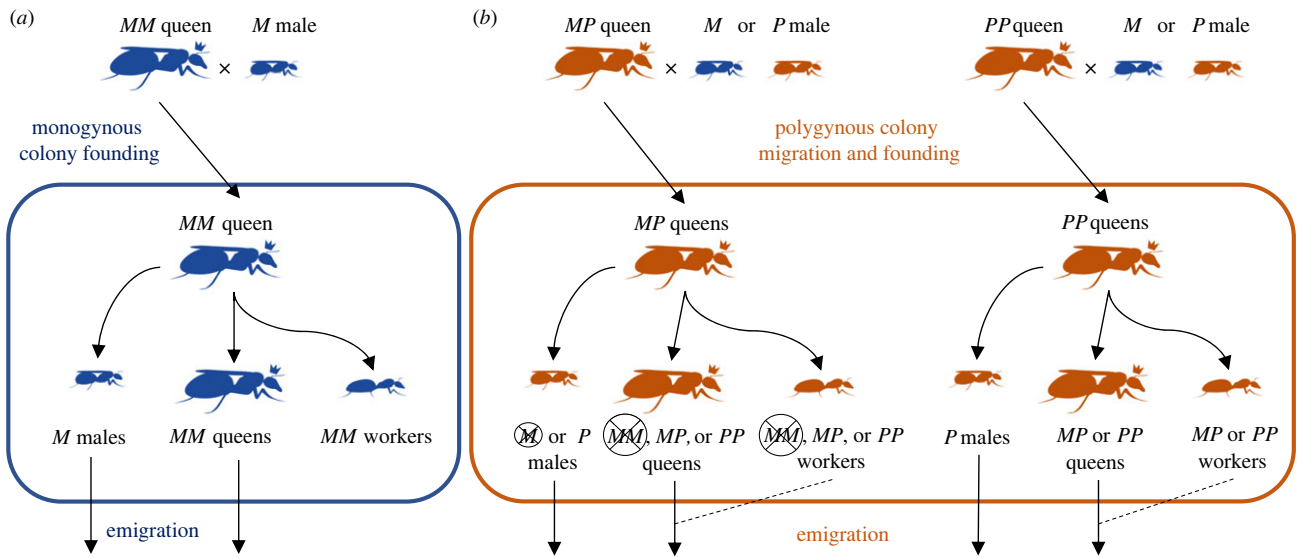 (a)
MM queen
M male
×
monogynous
colony founding
MM queen
M males
MM queens
MM workers
emigration
(b)
MP queen
M or P male
×
PP queen
M or P male
×
polygynous colony
migration and founding
MP queens
PP queens
M or P
males
MM, MP, or PP
queens
MM, MP, or PP
workers
P males
MP or PP
queens
MP or PP
workers
emigration